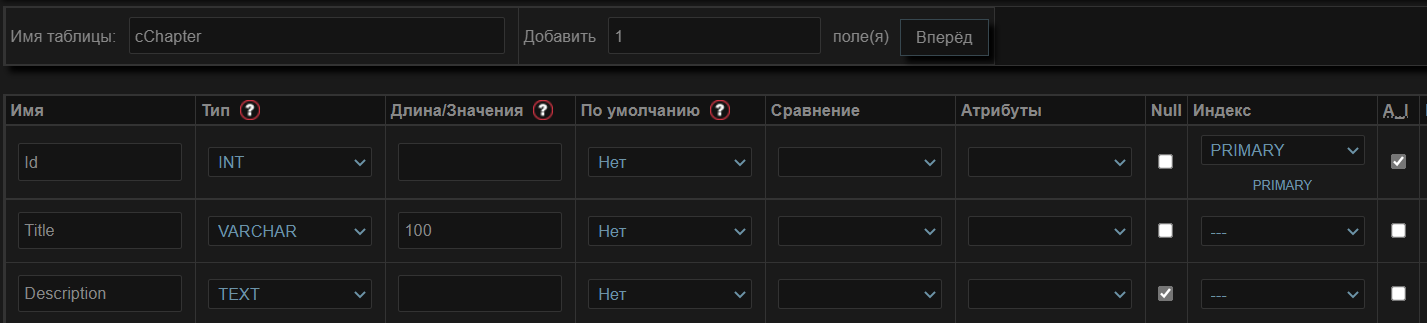 Имя таблицы: cChapter Добавить 1 поле(я) Вперёд
Имя Тип ? Длина/Значения ? По умолчанию ? Сравнение Атрибуты Null Индекс A_I
Id INT Нет PRIMARY
PRIMARY
Title VARCHAR 100 Нет ---
Description TEXT Нет ---